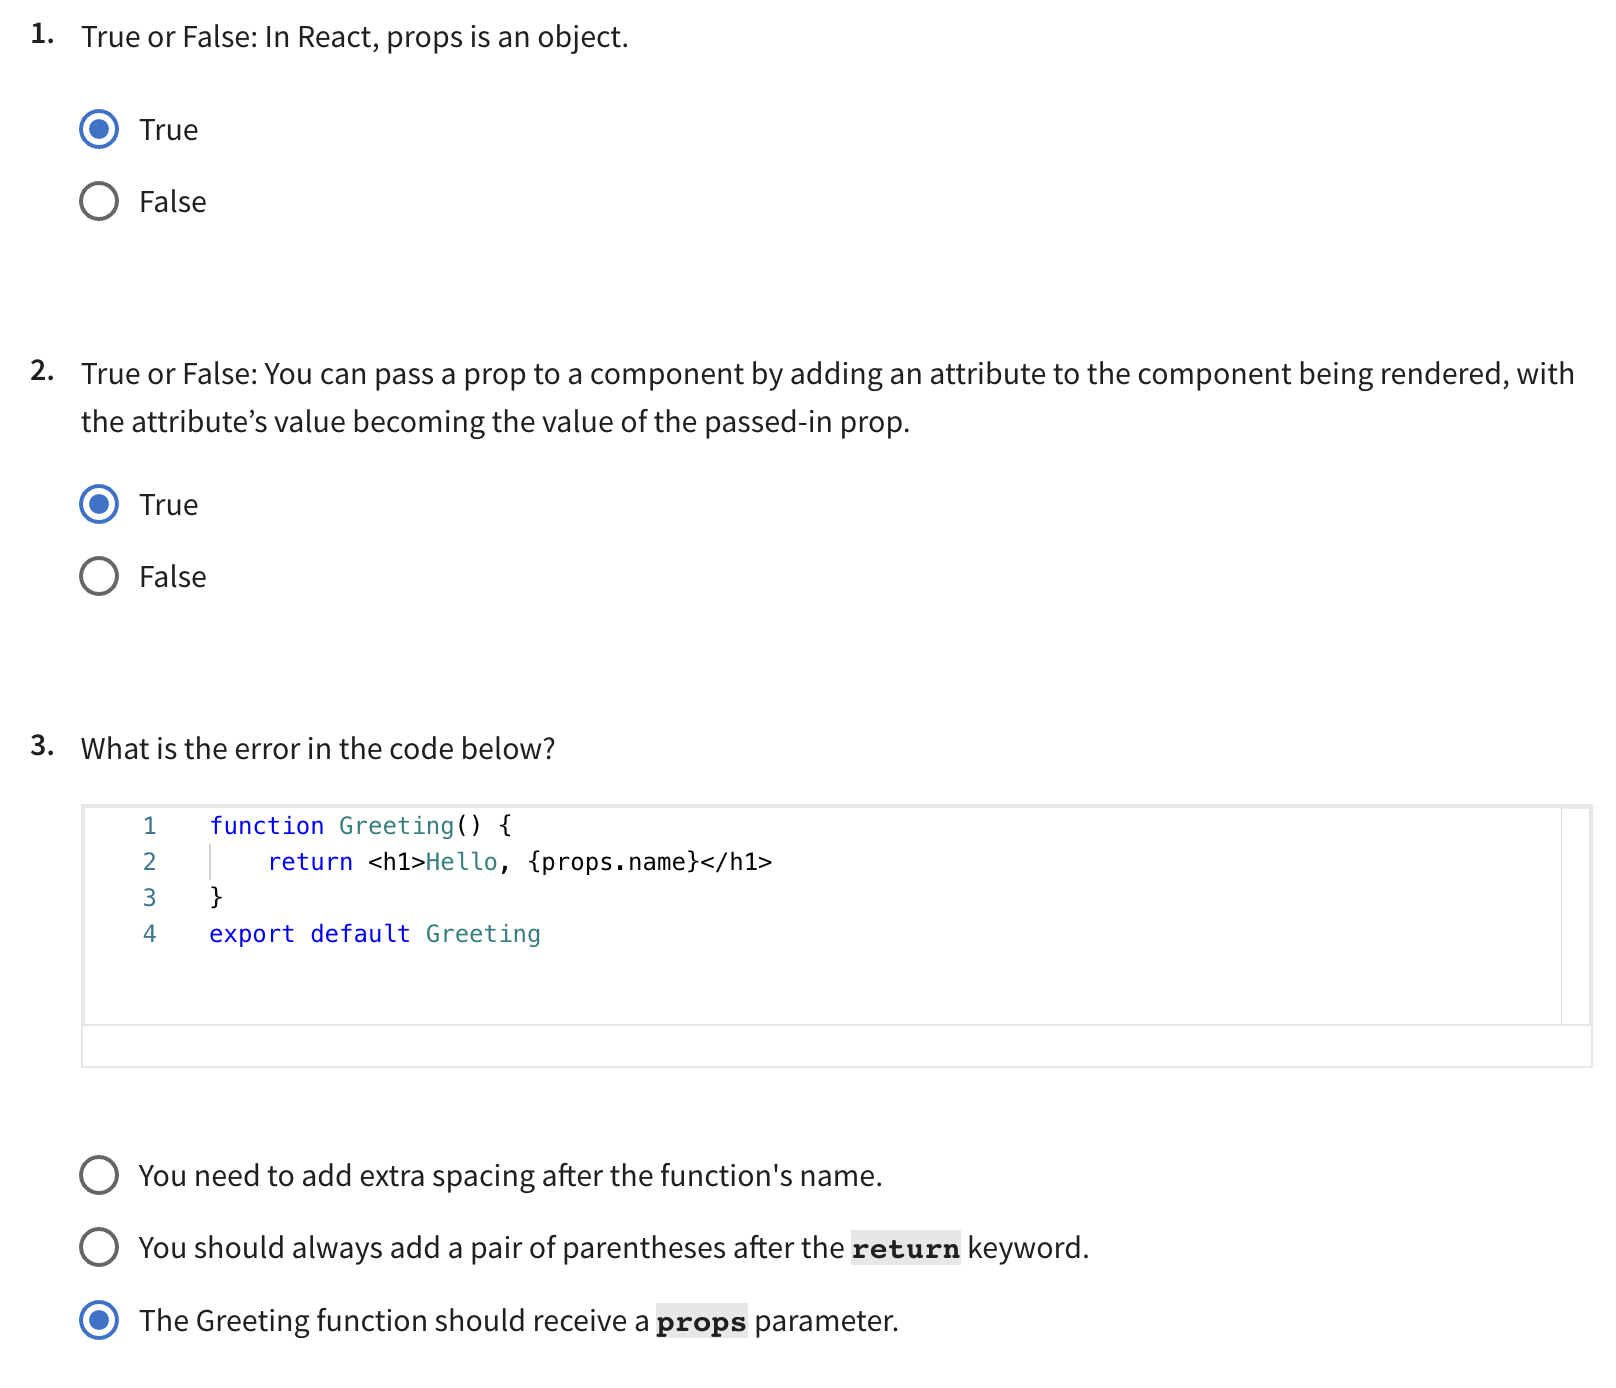 1. True or False: In React, props is an object.
True
False
2. True or False: You can pass a prop to a component by adding an attribute to the component being rendered, with
the attribute’s value becoming the value of the passed-in prop.
True
False
3. What is the error in the code below?
1 function Greeting() {
2 return <h1>Hello, {props.name}</h1>
3 }
4 export default Greeting
You need to add extra spacing after the function's name.
You should always add a pair of parentheses after the return keyword.
The Greeting function should receive a props parameter.